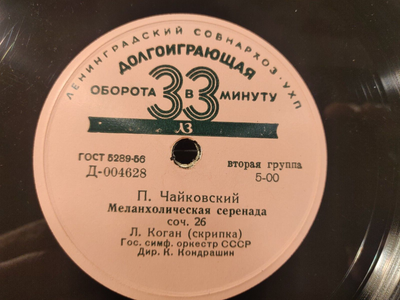 ЛЕНИНГРАДСКИЙ СОВНАРХОЗ·УХП
ДОЛГОИГРАЮЩАЯ
33
ОБОРОТА В МИНУТУ
ЛЗ
ГОСТ 5289-56
Д-004628
вторая группа
5-00
П. Чайковский
Меланхолическая серенада
соч. 26
Л. Коган (скрипка)
Гос. симф. оркестр СССР
Дир. К. Кондрашин